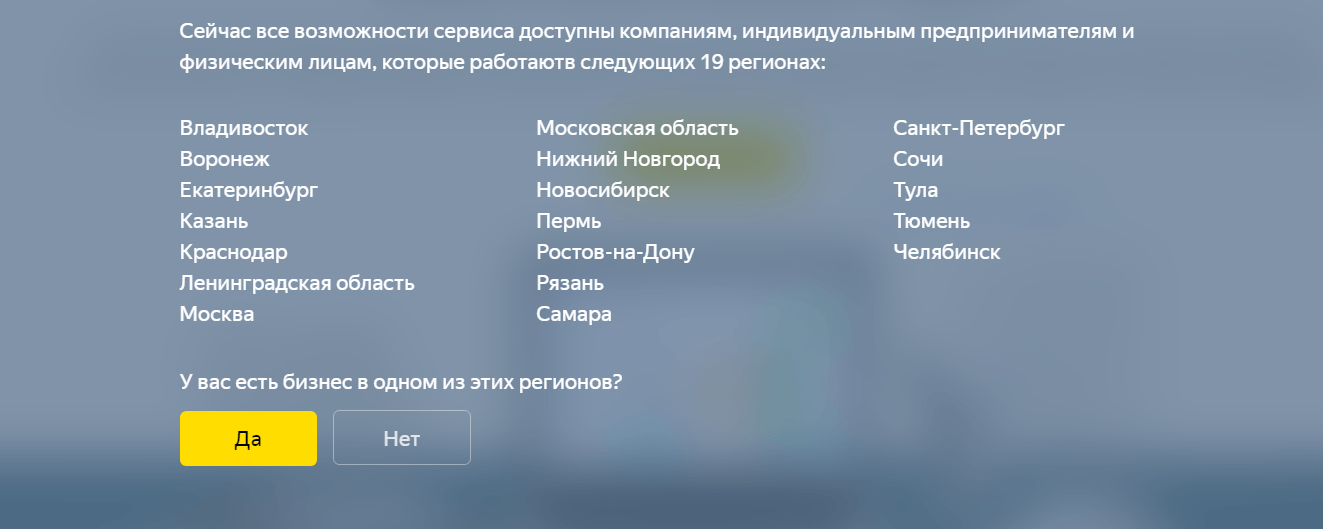 Сейчас все возможности сервиса доступны компаниям, индивидуальным предпринимателям и
физическим лицам, которые работаютв следующих 19 регионах:
Владивосток
Воронеж
Екатеринбург
Казань
Краснодар
Ленинградская область
Москва
Московская область
Нижний Новгород
Новосибирск
Пермь
Ростов-на-Дону
Рязань
Самара
Санкт-Петербург
Сочи
Тула
Тюмень
Челябинск
У вас есть бизнес в одном из этих регионов?
Да
Нет